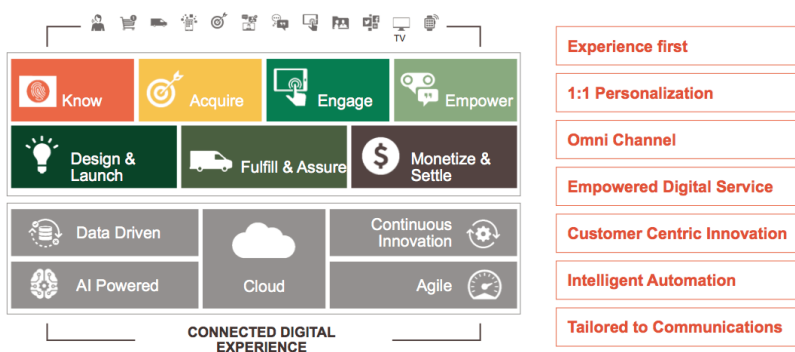 TV
Know
Acquire
Engage
Empower
Design &
Launch
Fulfill & Assure
Monetize &
Settle
Data Driven
Cloud
Continuous
Innovation
AI Powered
Agile
CONNECTED DIGITAL
EXPERIENCE
Experience first
1:1 Personalization
Omni Channel
Empowered Digital Service
Customer Centric Innovation
Intelligent Automation
Tailored to Communications